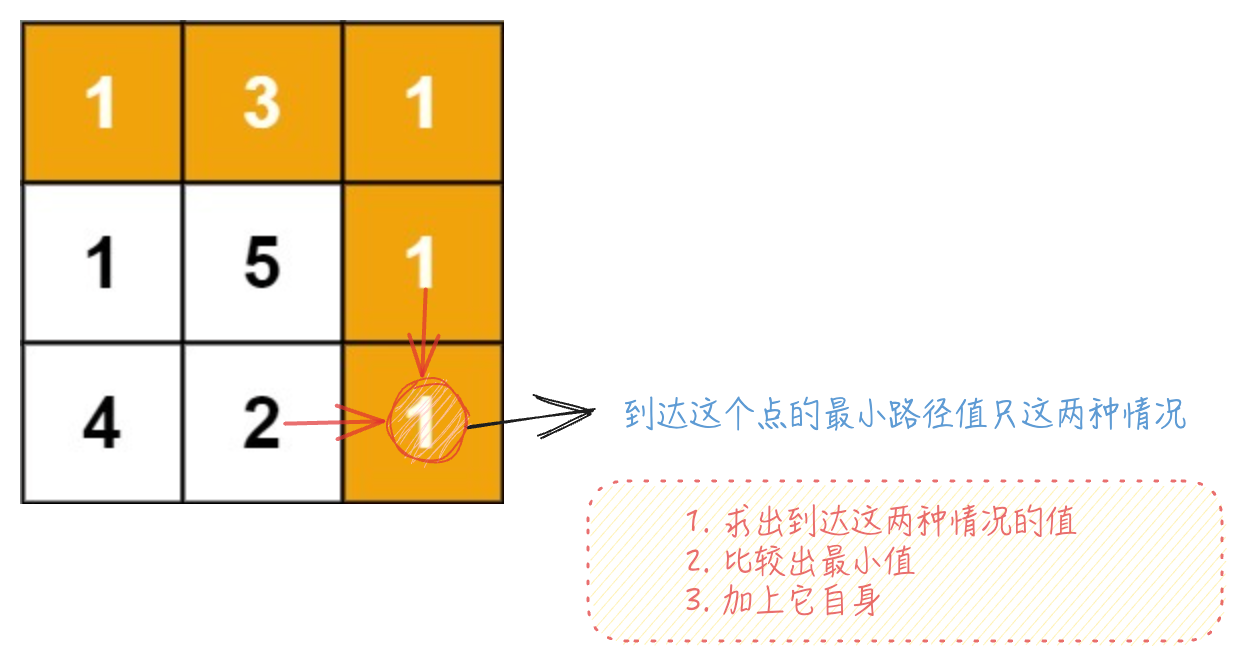 1 3 1
1 5 1
4 2 1
到达这个点的最小路径值只这两种情况
1. 求出到达这两种情况的值
2. 比较出最小值
3. 加上它自身